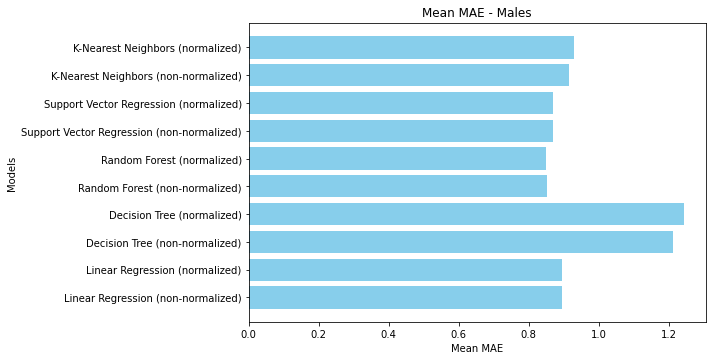 Mean MAE - Males
K-Nearest Neighbors (normalized)
K-Nearest Neighbors (non-normalized)
Support Vector Regression (normalized)
Support Vector Regression (non-normalized)
Random Forest (normalized)
Random Forest (non-normalized)
Decision Tree (normalized)
Decision Tree (non-normalized)
Linear Regression (normalized)
Linear Regression (non-normalized)
Models
0.0 0.2 0.4 0.6 0.8 1.0 1.2
Mean MAE